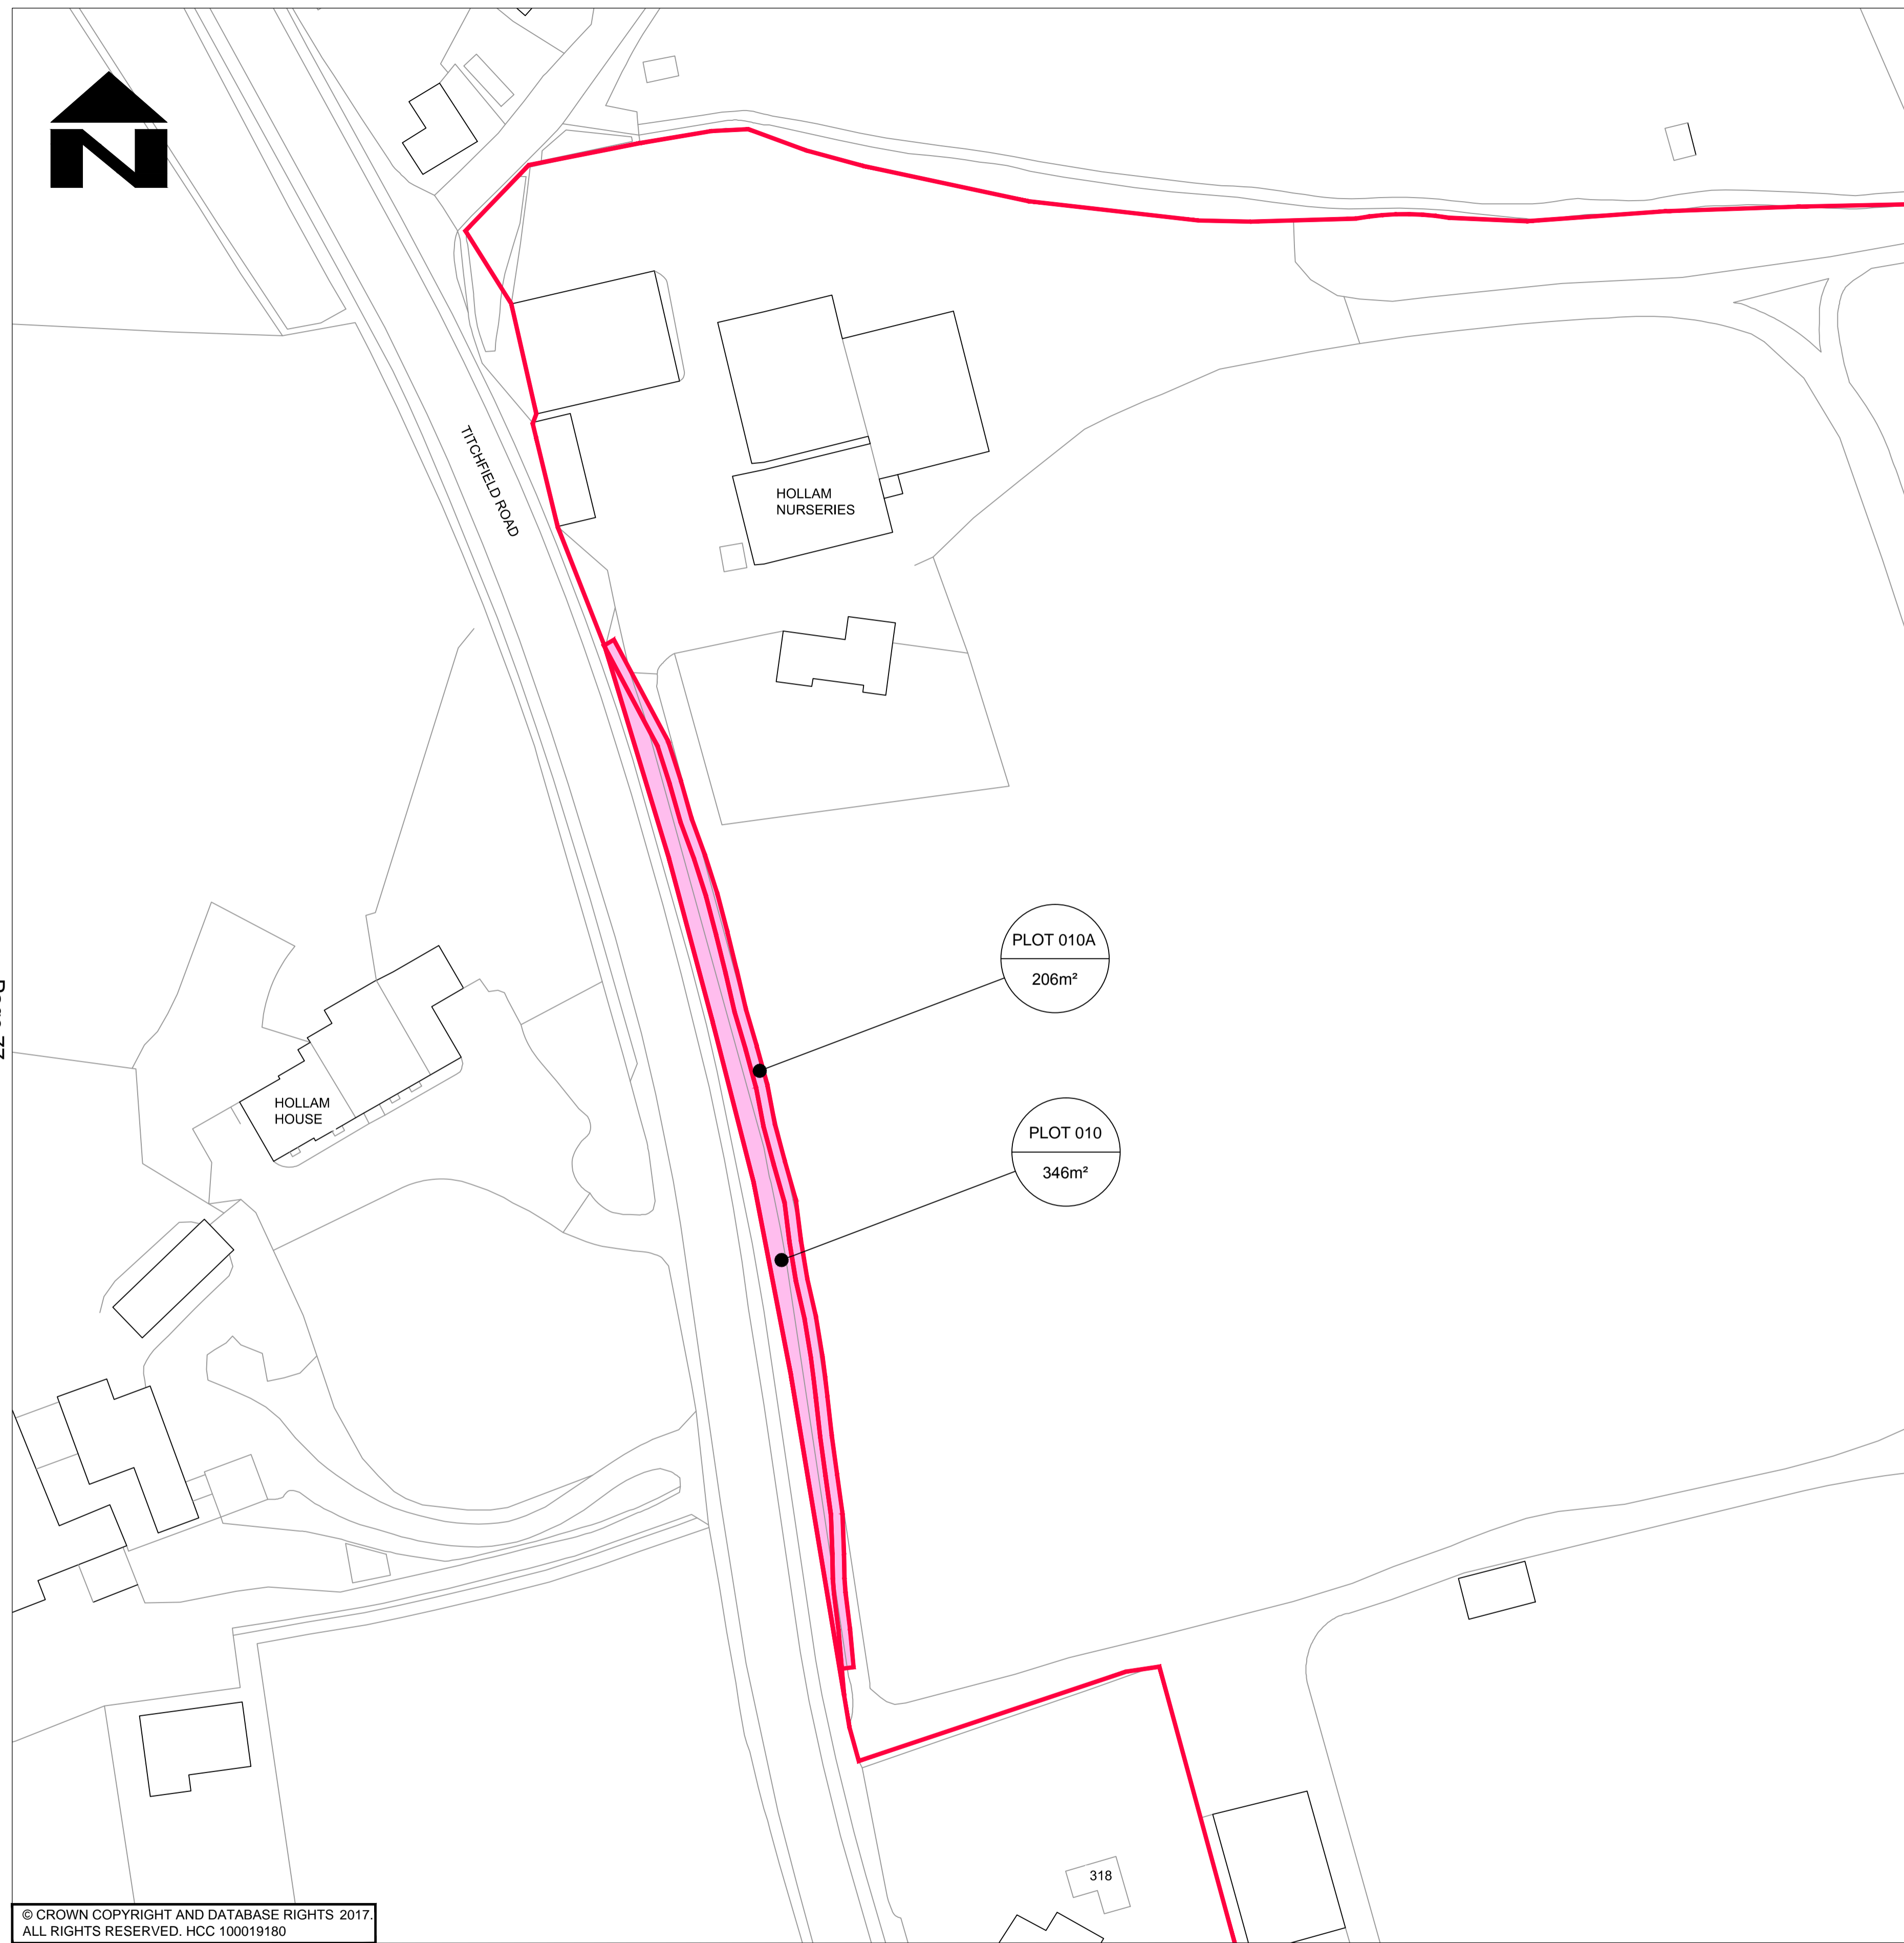 N
TITCHFIELD ROAD
HOLLAM
NURSERIES
PLOT 010A
206m²
PLOT 010
346m²
HOLLAM
HOUSE
318
© CROWN COPYRIGHT AND DATABASE RIGHTS 2017.
ALL RIGHTS RESERVED. HCC 100019180